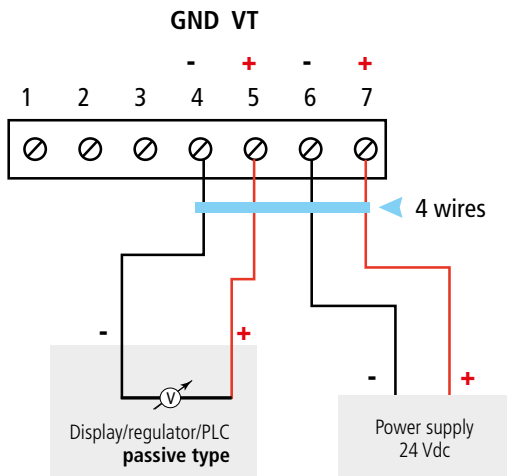 GND VT
- + - +
1 2 3 4 5 6 7
4 wires
- +
V
Display/regulator/PLC
passive type
- +
Power supply
24 Vdc